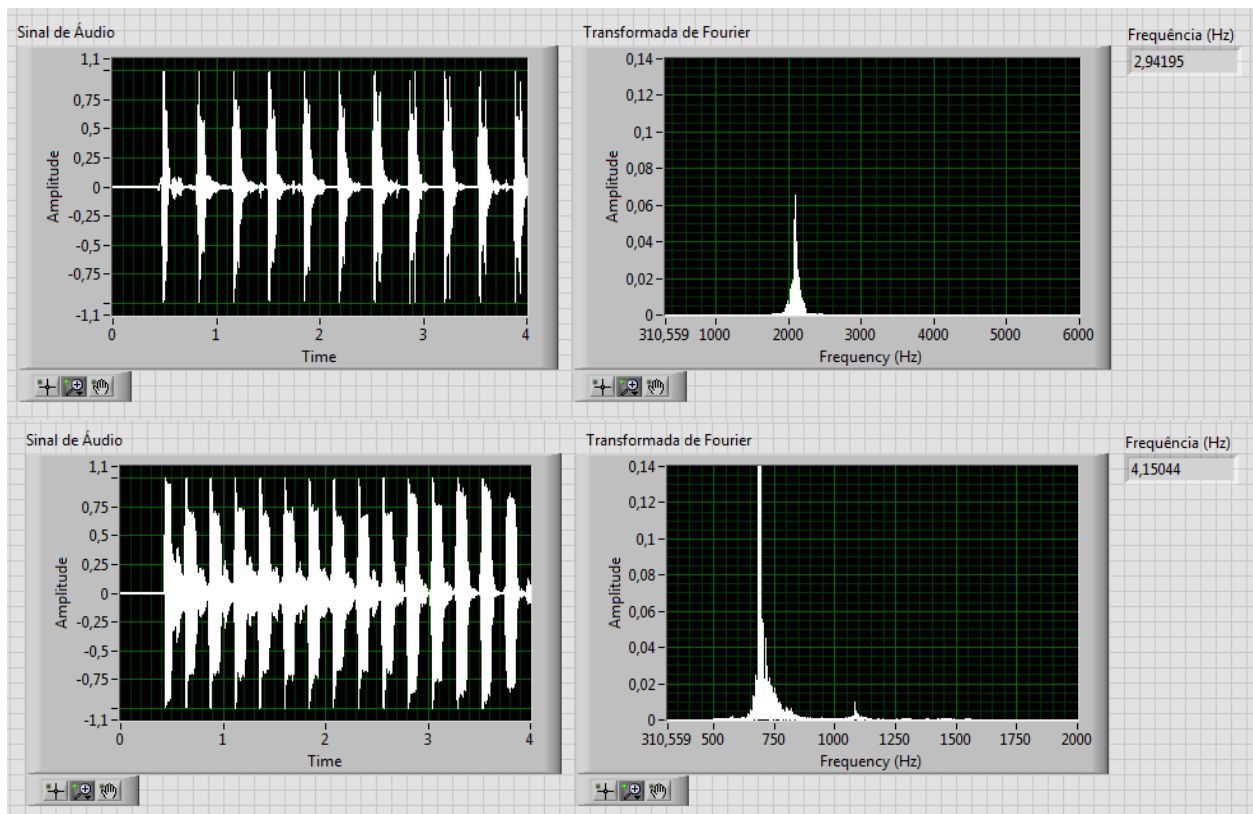 Sinal de Áudio
1,1
0,75
0,5
0,25
0
-0,25
-0,5
-0,75
-1,1
Amplitude
0 1 2 3 4
Time
Transformada de Fourier
0,14
0,12
0,1
0,08
0,06
0,04
0,02
0
Amplitude
310,559 1000 2000 3000 4000 5000 6000
Frequency (Hz)
Frequência (Hz)
2,94195
Sinal de Áudio
1,1
0,75
0,5
0,25
0
-0,25
-0,5
-0,75
-1,1
Amplitude
0 1 2 3 4
Time
Transformada de Fourier
0,14
0,12
0,1
0,08
0,06
0,04
0,02
0
Amplitude
310,559 500 750 1000 1250 1500 1750 2000
Frequency (Hz)
Frequência (Hz)
4,15044